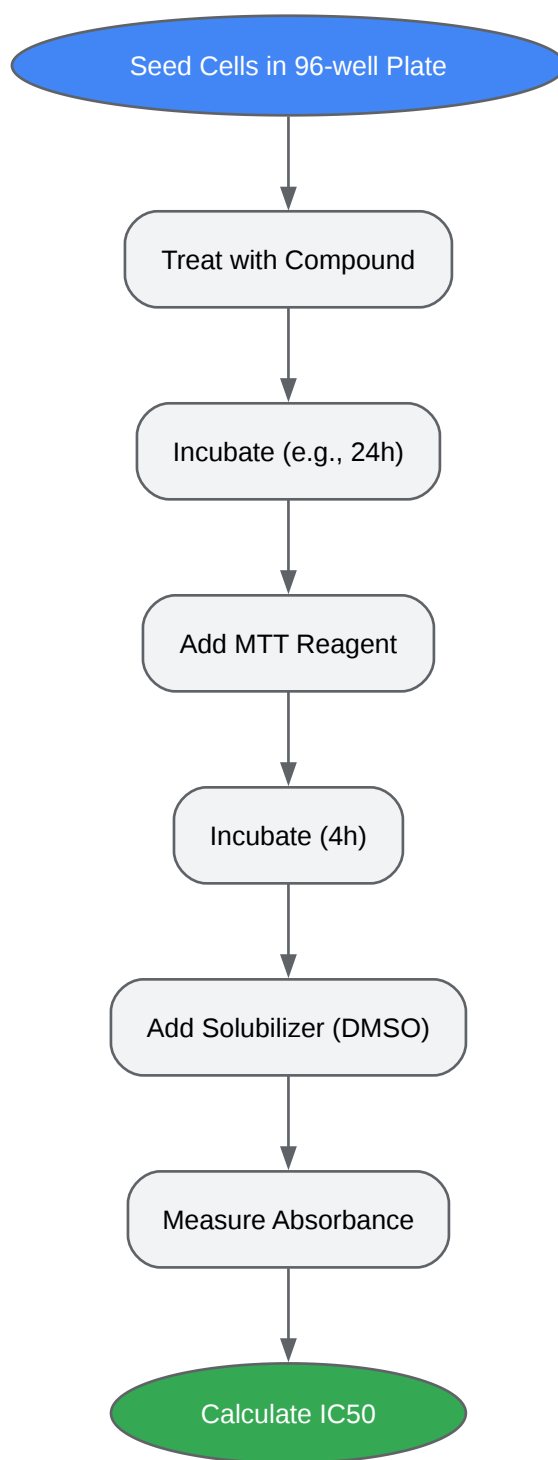 Seed Cells in 96-well Plate
Treat with Compound
Incubate (e.g., 24h)
Add MTT Reagent
Incubate (4h)
Add Solubilizer (DMSO)
Measure Absorbance
Calculate IC50